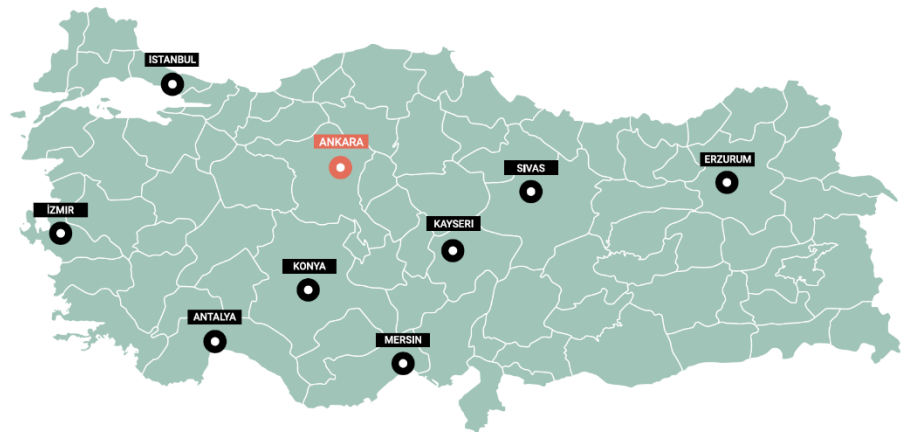 ISTANBUL
ANKARA
ERZURUM
SIVAS
İZMIR
KAYSERI
KONYA
ANTALYA
MERSIN